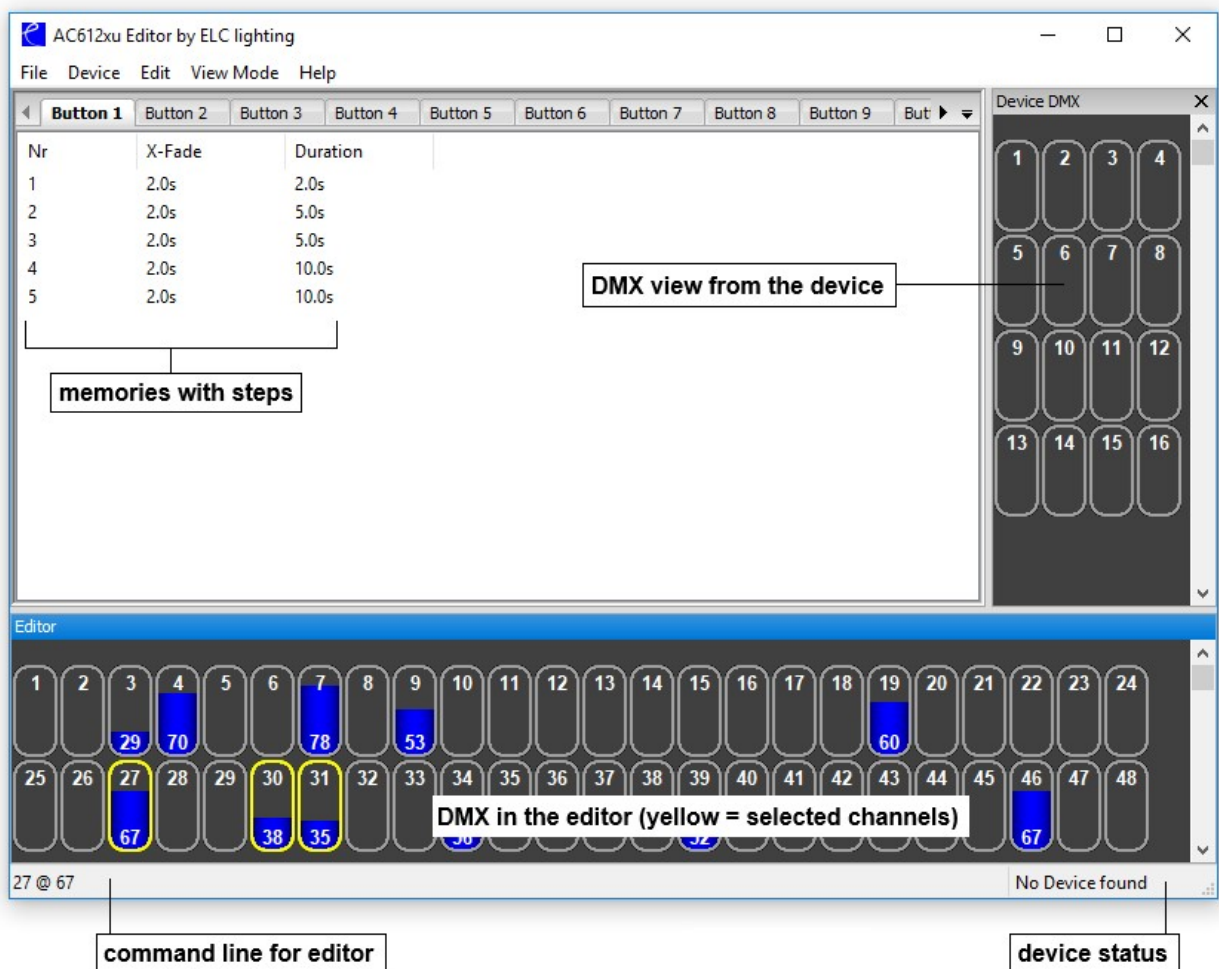 AC612xu Editor by ELC lighting
File Device Edit View Mode Help
Button 1 Button 2 Button 3 Button 4 Button 5 Button 6 Button 7 Button 8 Button 9
Device DMX
Nr X-Fade Duration
1 2.0s 2.0s
2 2.0s 5.0s
3 2.0s 5.0s
4 2.0s 10.0s
5 2.0s 10.0s
memories with steps
DMX view from the device
1 2 3 4
5 6 7 8
9 10 11 12
13 14 15 16
Editor
1 2 3 4 5 6 7 8 9 10 11 12 13 14 15 16 17 18 19 20 21 22 23 24
29 70 78 53 60
25 26 27 28 29 30 31 32 33 34 35 36 37 38 39 40 41 42 43 44 45 46 47 48
DMX in the editor (yellow = selected channels)
67 38 35 67
27 @ 67
No Device found
command line for editor
device status